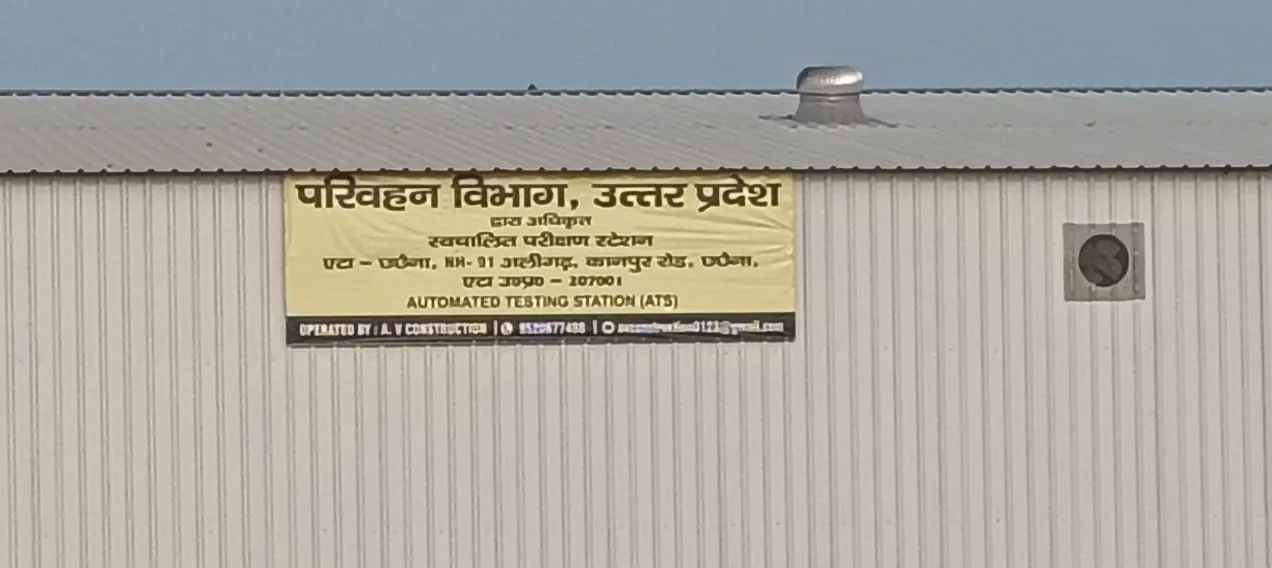 परिवहन विभाग, उत्तर प्रदेश
द्वारा अधिकृत
स्वचालित परीक्षण स्टेशन
एटा – छछैना, NH- 91 अलीगढ़, कानपुर रोड, छछैना,
एटा उ०प्र० – 207001
AUTOMATED TESTING STATION (ATS)
OPERATED BY : A. V CONSTRUCTION